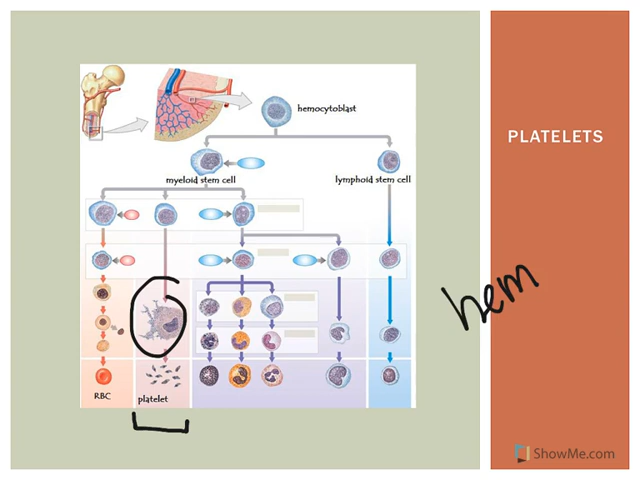 hemocytoblast
PLATELETS
myeloid stem cell
lymphoid stem cell
hem
RBC
platelet
ShowMe.com